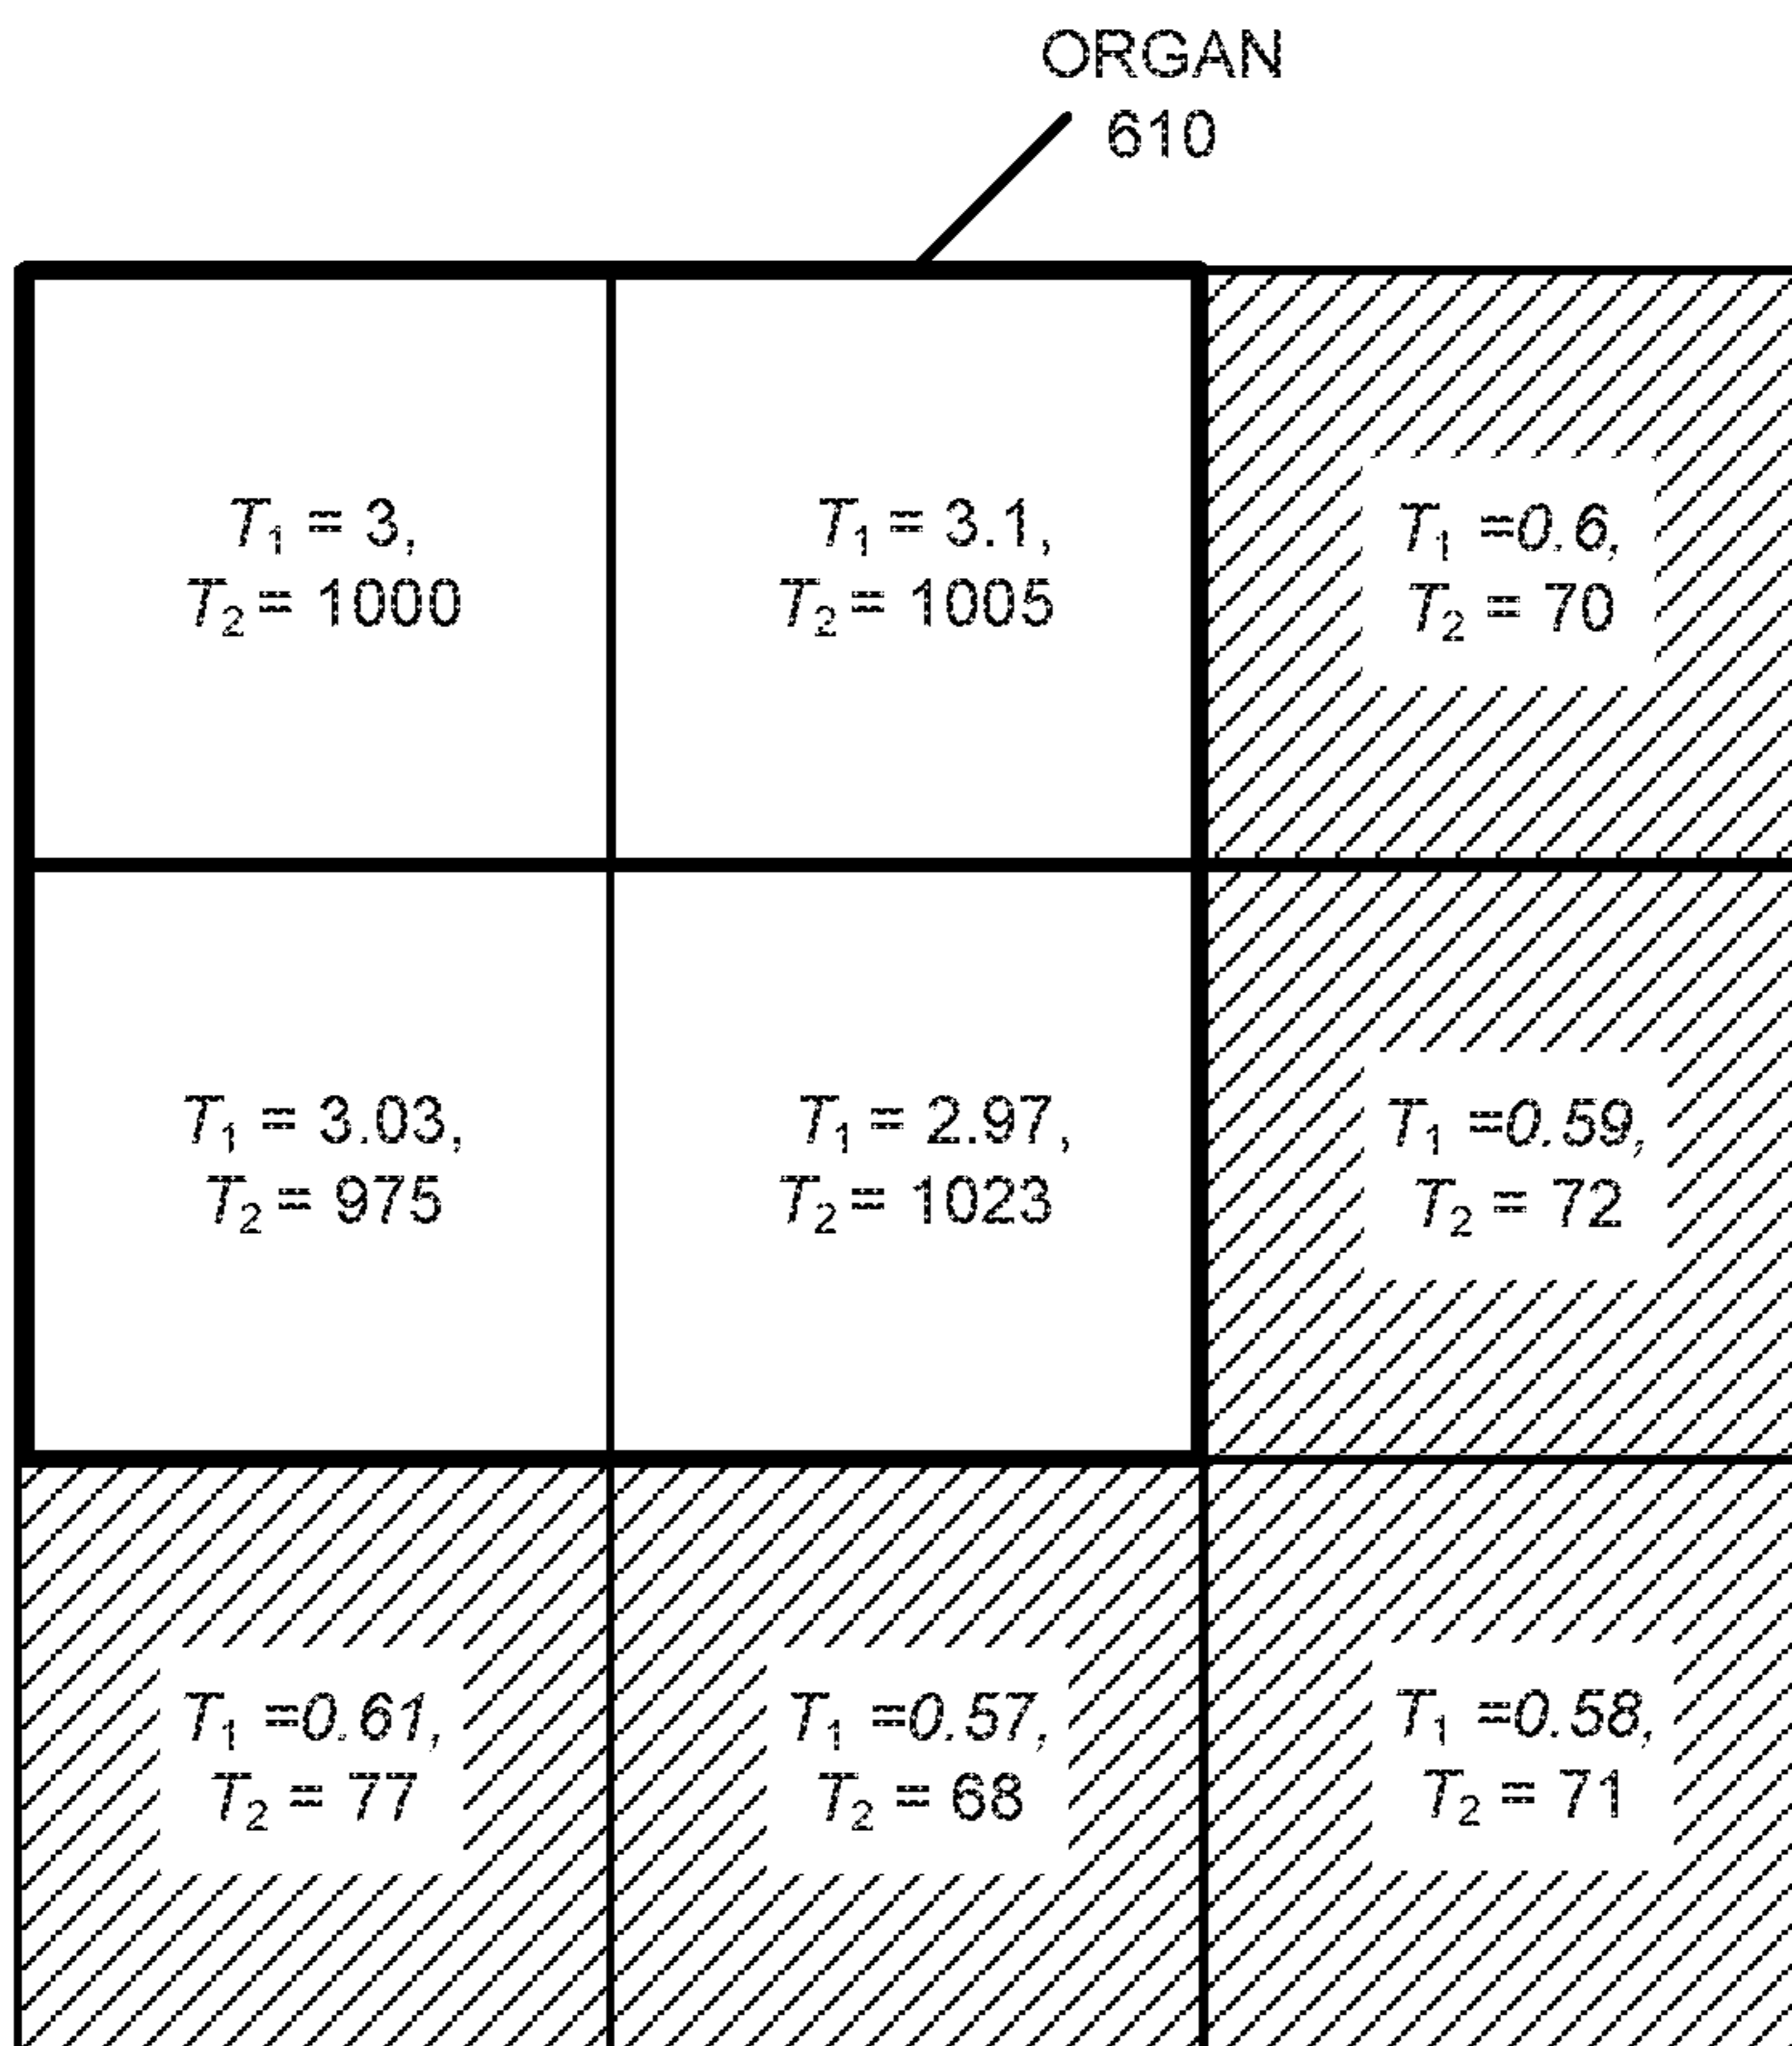 ORGAN
610
T₁ = 3,
T₂ = 1000
T₁ = 3.1,
T₂ = 1005
T₁ =0.6,
T₂ = 70
T₁ = 3.03,
T₂ = 975
T₁ = 2.97,
T₂ = 1023
T₁ =0.59,
T₂ = 72
T₁ =0.61,
T₂ = 77
T₁ =0.57,
T₂ = 68
T₁ =0.58,
T₂ = 71